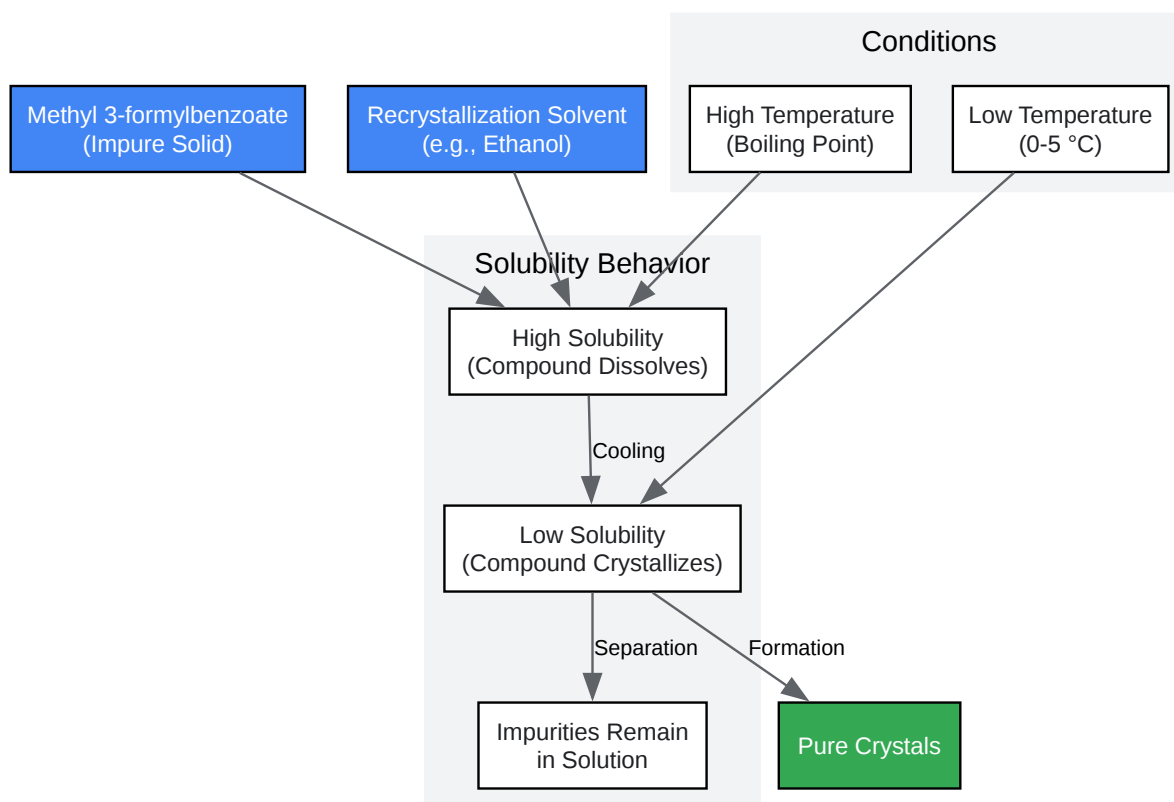 Conditions
Methyl 3-formylbenzoate
(Impure Solid)
Recrystallization Solvent
(e.g., Ethanol)
High Temperature
(Boiling Point)
Low Temperature
(0-5 °C)
Solubility Behavior
High Solubility
(Compound Dissolves)
Cooling
Low Solubility
(Compound Crystallizes)
Separation
Formation
Impurities Remain
in Solution
Pure Crystals